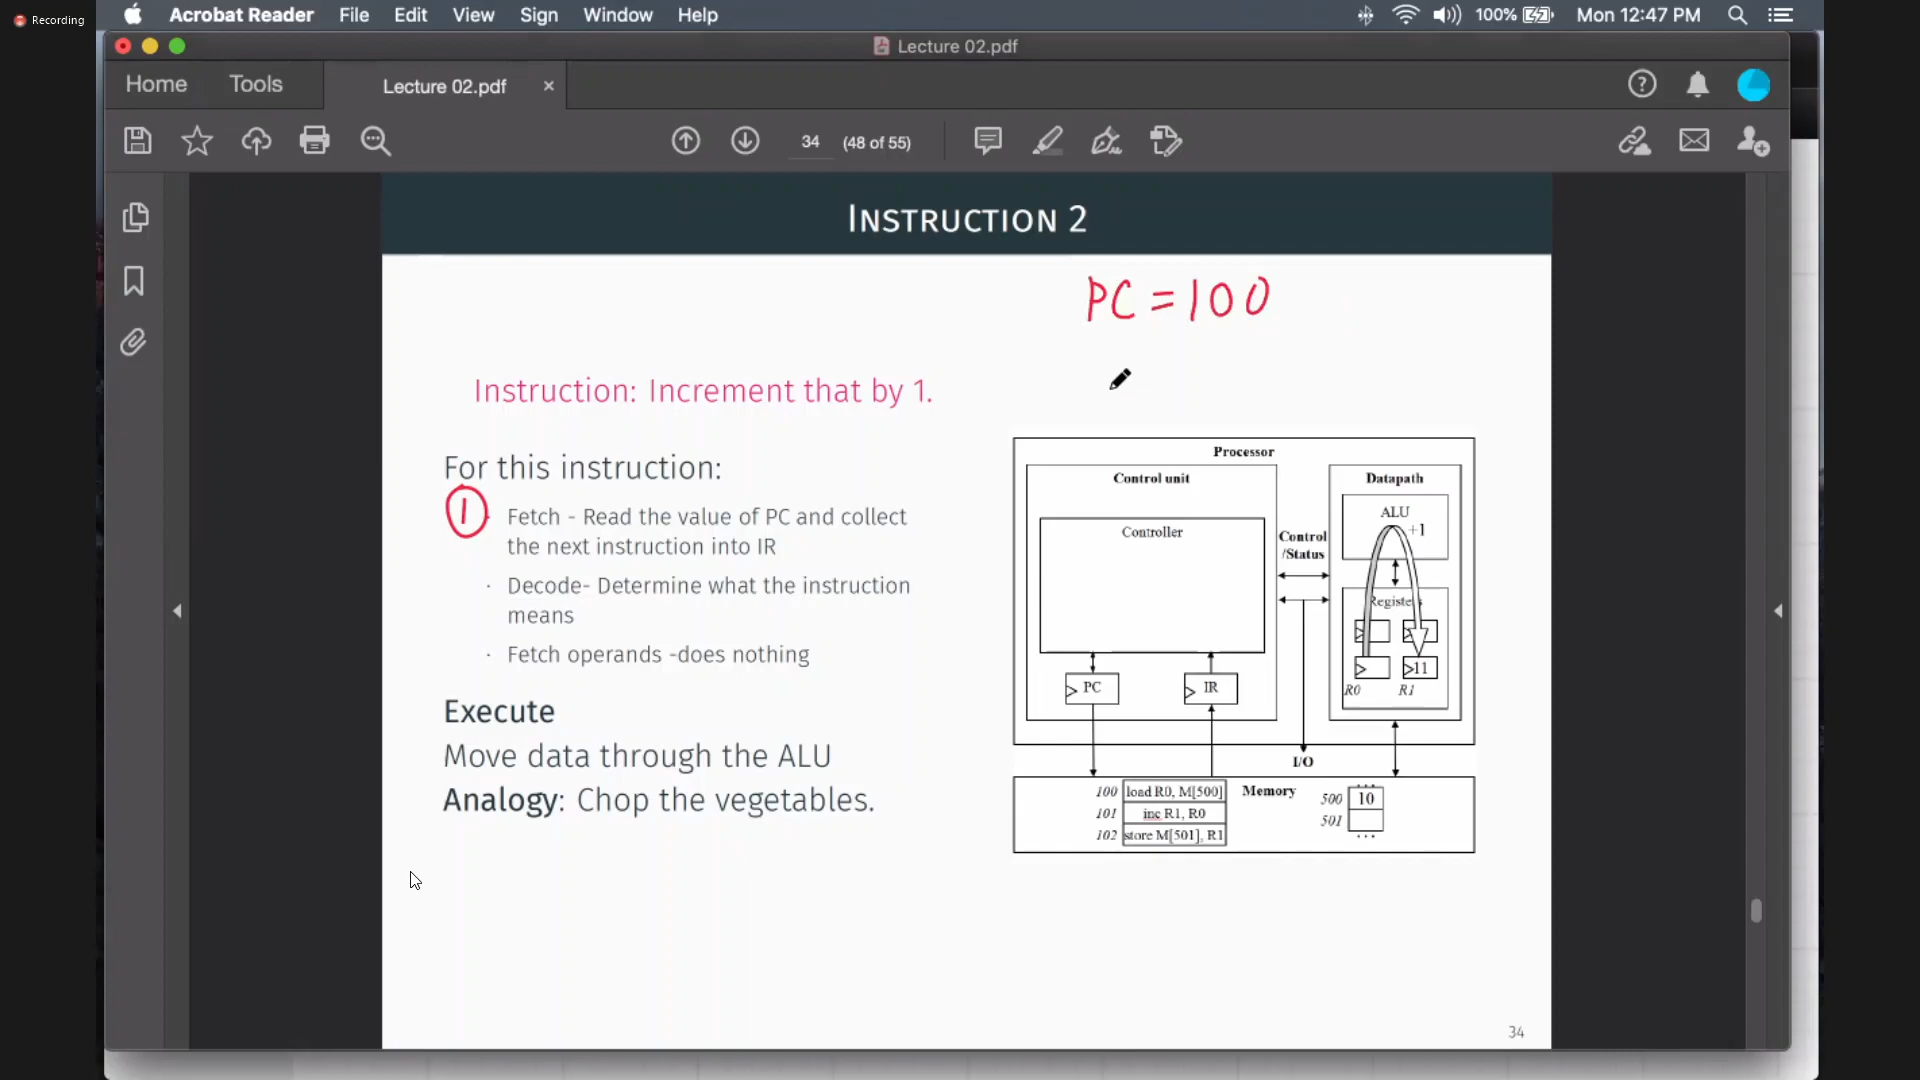 Recording
Acrobat Reader File Edit View Sign Window Help 100% Mon 12:47 PM
Lecture 02.pdf
Home Tools Lecture 02.pdf ×
34 (48 of 55)
INSTRUCTION 2
PC = 100
Instruction: Increment that by 1.
For this instruction:
1
Fetch - Read the value of PC and collect
the next instruction into IR
· Decode- Determine what the instruction
means
· Fetch operands -does nothing
Execute
Move data through the ALU
Analogy: Chop the vegetables.
Processor
Control unit
Datapath
Controller
Control
/Status
ALU
+1
Registers
PC
IR
11
R0 R1
I/O
Memory
100 load R0, M[500]
101 inc R1, R0
102 store M[501], R1
...
500 10
501
...
34